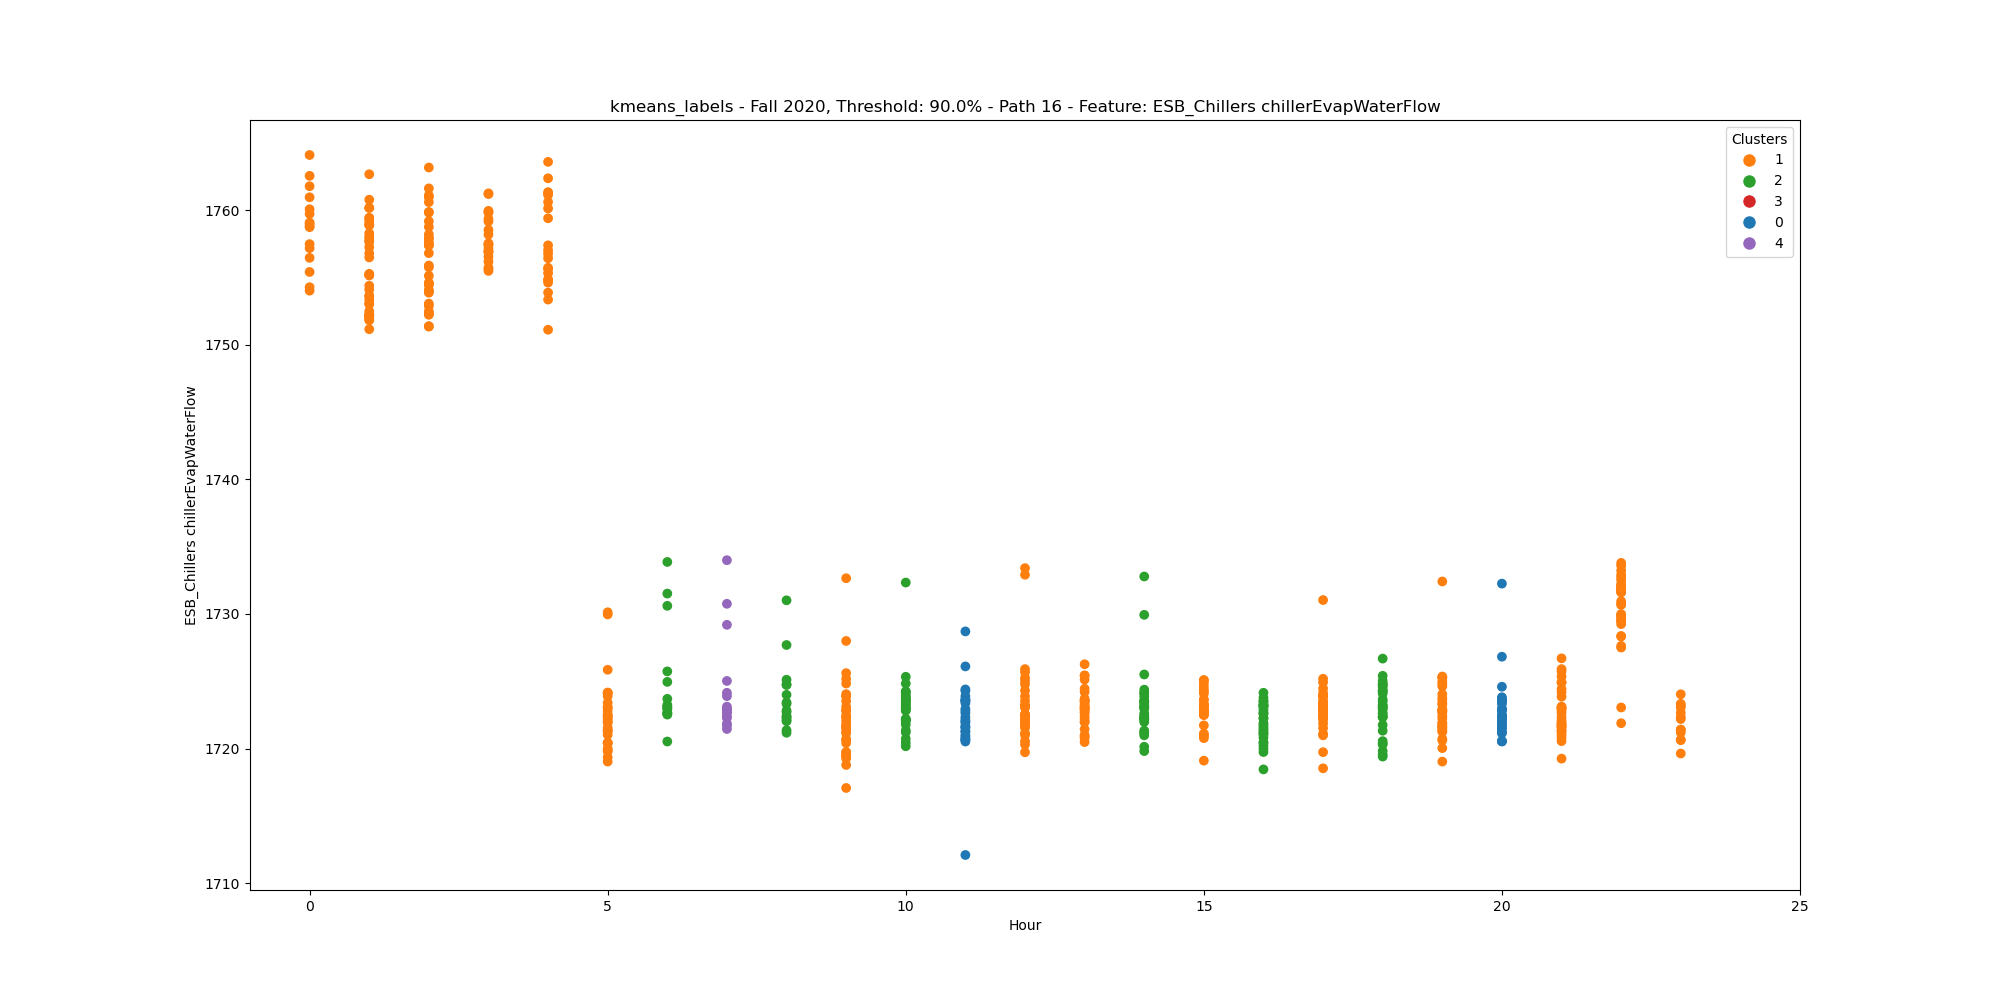 kmeans_labels - Fall 2020, Threshold: 90.0% - Path 16 - Feature: ESB_Chillers chillerEvapWaterFlow
Clusters
1
2
3
0
4
ESB_Chillers chillerEvapWaterFlow
1760
1750
1740
1730
1720
1710
0 5 10 15 20 25
Hour